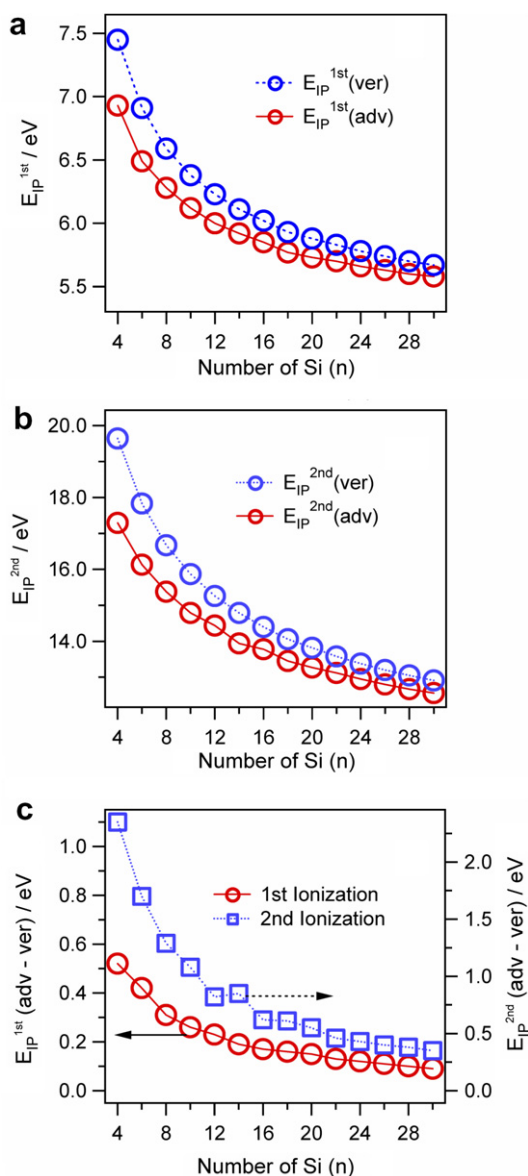 a
7.5
7.0
6.5
6.0
5.5
E_IP^1st / eV
E_IP^1st(ver)
E_IP^1st(adv)
4 8 12 16 20 24 28
Number of Si (n)
b
20.0
18.0
16.0
14.0
E_IP^2nd / eV
E_IP^2nd(ver)
E_IP^2nd(adv)
4 8 12 16 20 24 28
Number of Si (n)
c
1.0
0.8
0.6
0.4
0.2
0.0
E_IP^1st (adv - ver) / eV
1st Ionization
2nd Ionization
2.0
1.5
1.0
0.5
0.0
E_IP^2nd (adv - ver) / eV
4 8 12 16 20 24 28
Number of Si (n)